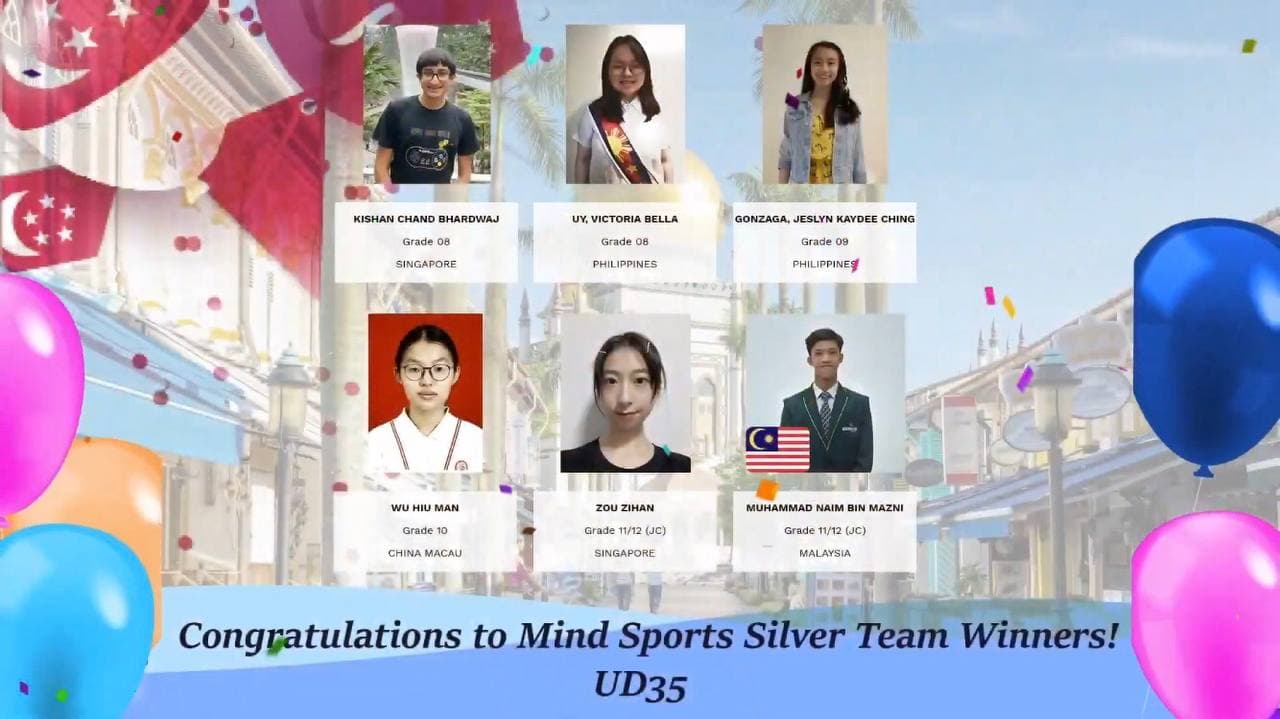 KISHAN CHAND BHARDWAJ
Grade 08
SINGAPORE
UY, VICTORIA BELLA
Grade 08
PHILIPPINES
GONZAGA, JESLYN KAYDEE CHING
Grade 09
PHILIPPINES
WU HIU MAN
Grade 10
CHINA MACAU
ZOU ZIHAN
Grade 11/12 (JC)
SINGAPORE
MUHAMMAD NAIM BIN MAZNI
Grade 11/12 (JC)
MALAYSIA
Congratulations to Mind Sports Silver Team Winners!
UD35